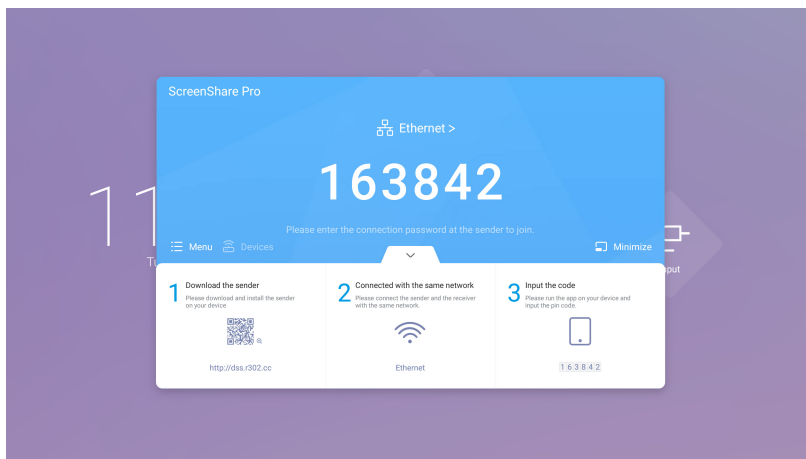 ScreenShare Pro
Ethernet >
163842
Please enter the connection password at the sender to join.
Menu Devices
Minimize
11
1 Download the sender
Please download and install the sender
on your device
http://dss.r302.cc
2 Connected with the same network
Please connect the sender and the receiver
with the same network.
Ethernet
3 Input the code
Please run the app on your device and
input the pin code.
163842